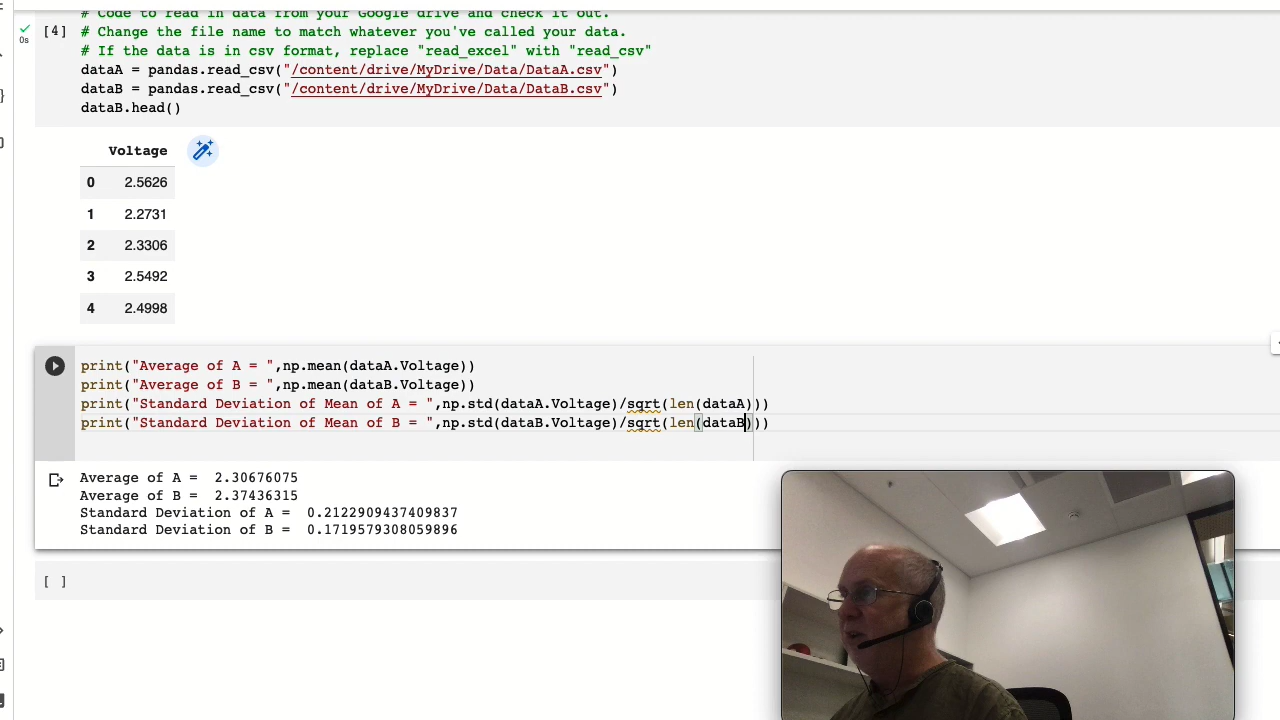 # Code to read in data from your Google drive and check it out.
[4] # Change the file name to match whatever you've called your data.
0s
# If the data is in csv format, replace "read_excel" with "read_csv"
dataA = pandas.read_csv("/content/drive/MyDrive/Data/DataA.csv")
dataB = pandas.read_csv("/content/drive/MyDrive/Data/DataB.csv")
dataB.head()
Voltage
0 2.5626
1 2.2731
2 2.3306
3 2.5492
4 2.4998
print("Average of A = ",np.mean(dataA.Voltage))
print("Average of B = ",np.mean(dataB.Voltage))
print("Standard Deviation of Mean of A = ",np.std(dataA.Voltage)/sqrt(len(dataA)))
print("Standard Deviation of Mean of B = ",np.std(dataB.Voltage)/sqrt(len(dataB)))
Average of A =  2.30676075
Average of B =  2.37436315
Standard Deviation of A =  0.2122909437409837
Standard Deviation of B =  0.1719579308059896
[ ]